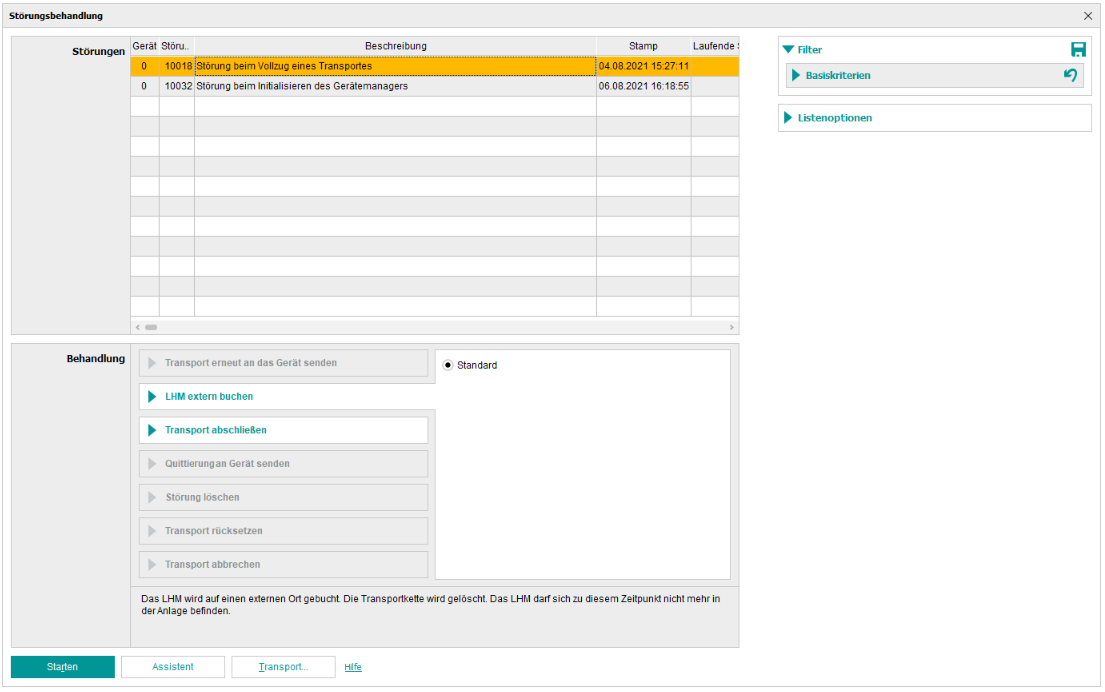 Störungsbehandlung
Störungen
Gerät Störu.. Beschreibung Stamp Laufende
0 10018 Störung beim Vollzug eines Transportes 04.08.2021 15:27:11
0 10032 Störung beim Initialisieren des Gerätemanagers 06.08.2021 16:18:55
Filter
Basiskriterien
Listenoptionen
Behandlung
Transport erneut an das Gerät senden
LHM extern buchen
Transport abschließen
Quittierung an Gerät senden
Störung löschen
Transport rücksetzen
Transport abbrechen
Standard
Das LHM wird auf einen externen Ort gebucht. Die Transportkette wird gelöscht. Das LHM darf sich zu diesem Zeitpunkt nicht mehr in
der Anlage befinden.
Starten Assistent Transport... Hilfe